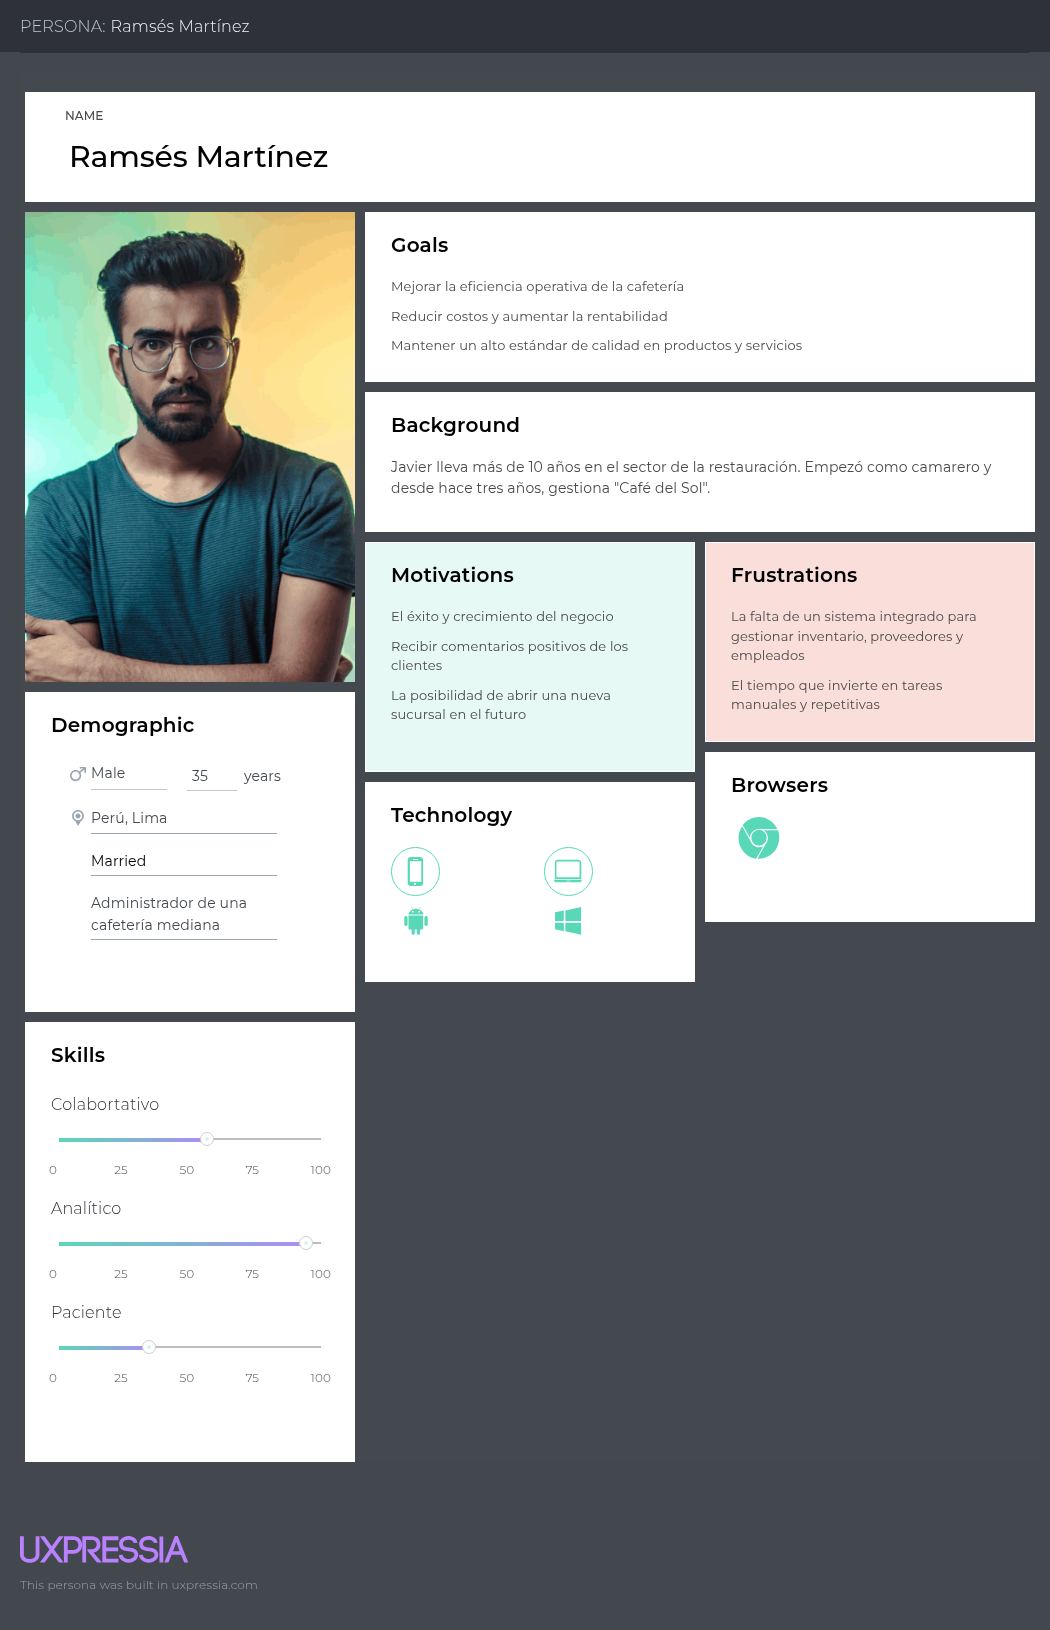 PERSONA: Ramsés Martínez
NAME
Ramsés Martínez
Goals
Mejorar la eficiencia operativa de la cafetería
Reducir costos y aumentar la rentabilidad
Mantener un alto estándar de calidad en productos y servicios
Background
Javier lleva más de 10 años en el sector de la restauración. Empezó como camarero y
desde hace tres años, gestiona "Café del Sol".
Motivations
El éxito y crecimiento del negocio
Recibir comentarios positivos de los
clientes
La posibilidad de abrir una nueva
sucursal en el futuro
Frustrations
La falta de un sistema integrado para
gestionar inventario, proveedores y
empleados
El tiempo que invierte en tareas
manuales y repetitivas
Demographic
Male 35 years
Perú, Lima
Married
Administrador de una
cafetería mediana
Technology
Browsers
Skills
Colabortativo
0 25 50 75 100
Analítico
0 25 50 75 100
Paciente
0 25 50 75 100
UXPRESSIA
This persona was built in uxpressia.com